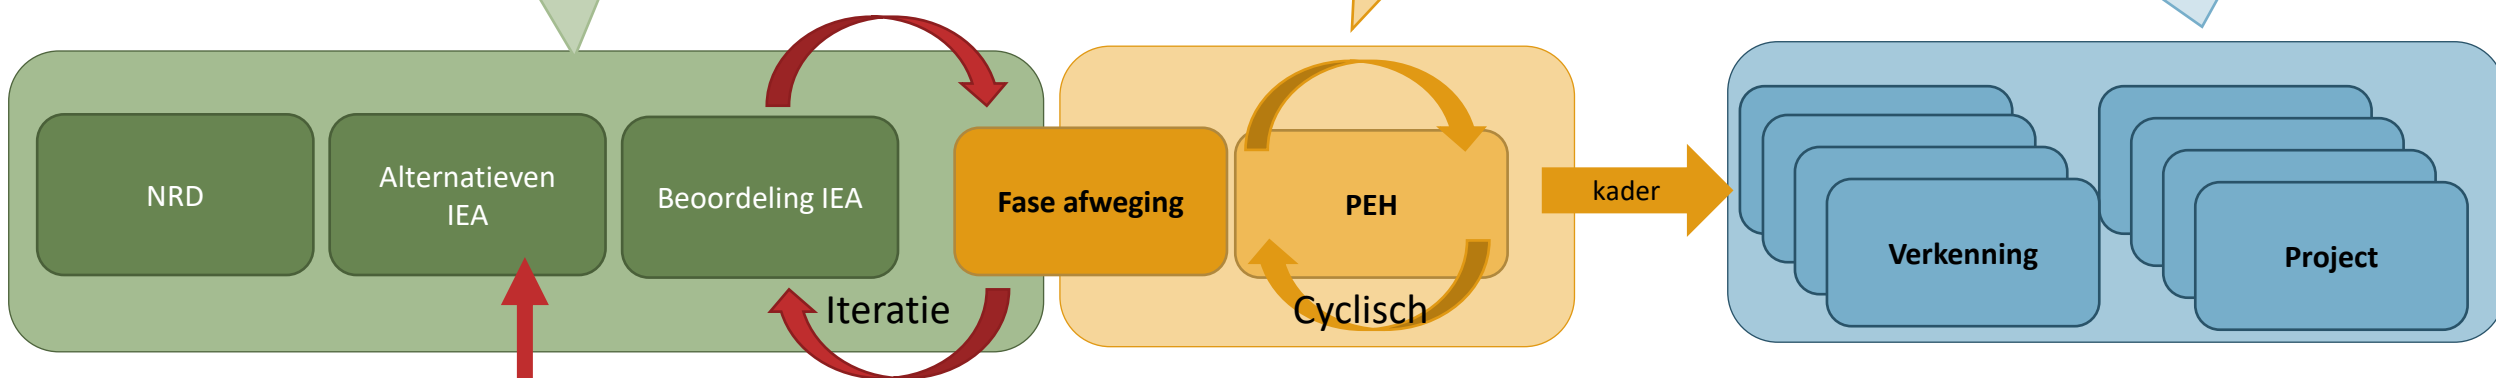 NRD
Alternatieven
IEA
Beoordeling IEA
Iteratie
Fase afweging
PEH
Cyclisch
kader
Verkenning
Project